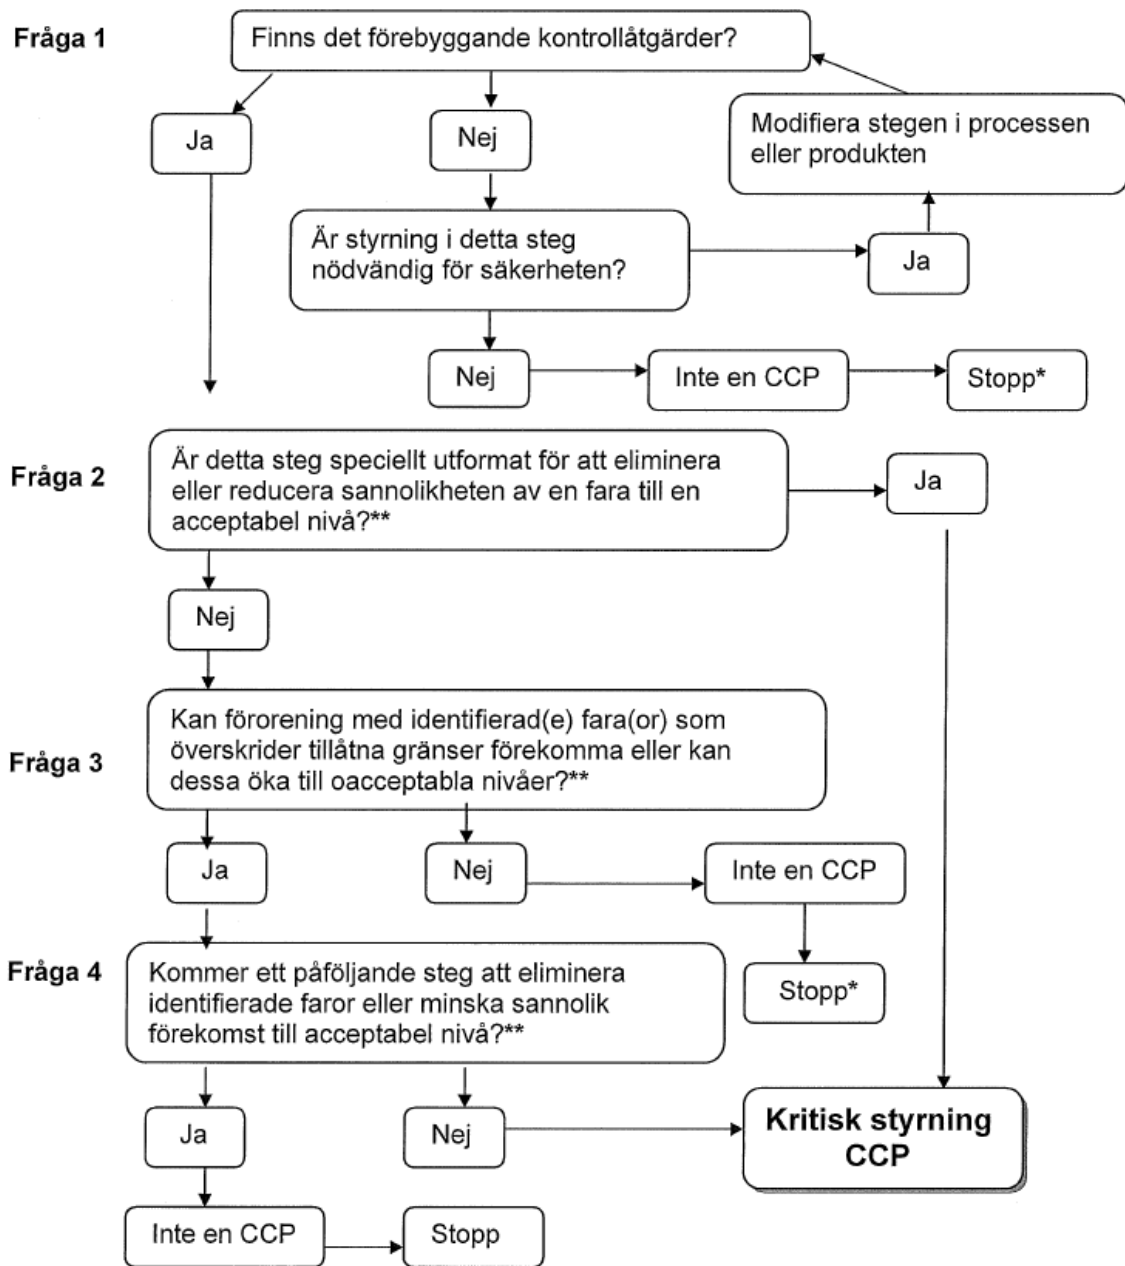 Fråga 1
Finns det förebyggande kontrollåtgärder?
Ja
Nej
Modifiera stegen i processen
eller produkten
Är styrning i detta steg
nödvändig för säkerheten?
Ja
Nej
Inte en CCP
Stopp*
Fråga 2
Är detta steg speciellt utformat för att eliminera
eller reducera sannolikheten av en fara till en
acceptabel nivå?**
Ja
Nej
Fråga 3
Kan förorening med identifierad(e) fara(or) som
överskrider tillåtna gränser förekomma eller kan
dessa öka till oacceptabla nivåer?**
Ja
Nej
Inte en CCP
Stopp*
Fråga 4
Kommer ett påföljande steg att eliminera
identifierade faror eller minska sannolik
förekomst till acceptabel nivå?**
Ja
Nej
Kritisk styrning
CCP
Inte en CCP
Stopp